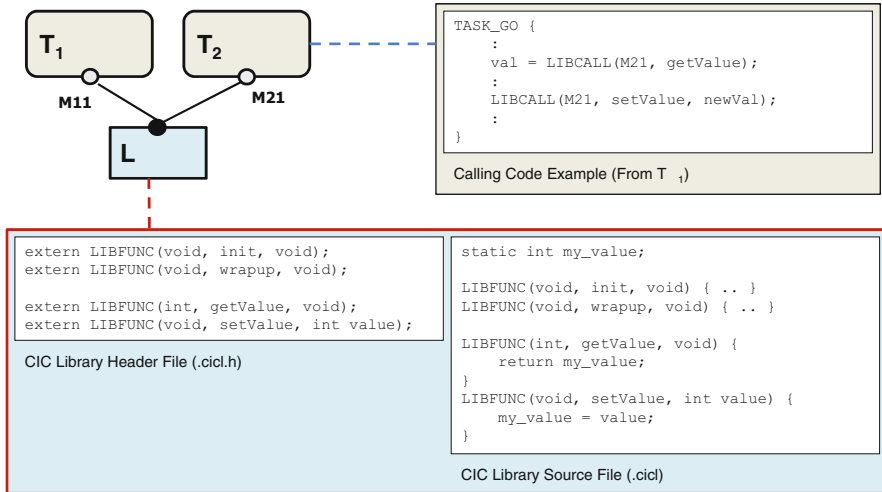 T1
T2
M11
M21
L
TASK_GO {
:
val = LIBCALL(M21, getValue);
:
LIBCALL(M21, setValue, newVal);
:
}
Calling Code Example (From T 1)
extern LIBFUNC(void, init, void);
extern LIBFUNC(void, wrapup, void);
extern LIBFUNC(int, getValue, void);
extern LIBFUNC(void, setValue, int value);
CIC Library Header File (.cicl.h)
static int my_value;
LIBFUNC(void, init, void) { .. }
LIBFUNC(void, wrapup, void) { .. }
LIBFUNC(int, getValue, void) {
return my_value;
}
LIBFUNC(void, setValue, int value) {
my_value = value;
}
CIC Library Source File (.cicl)